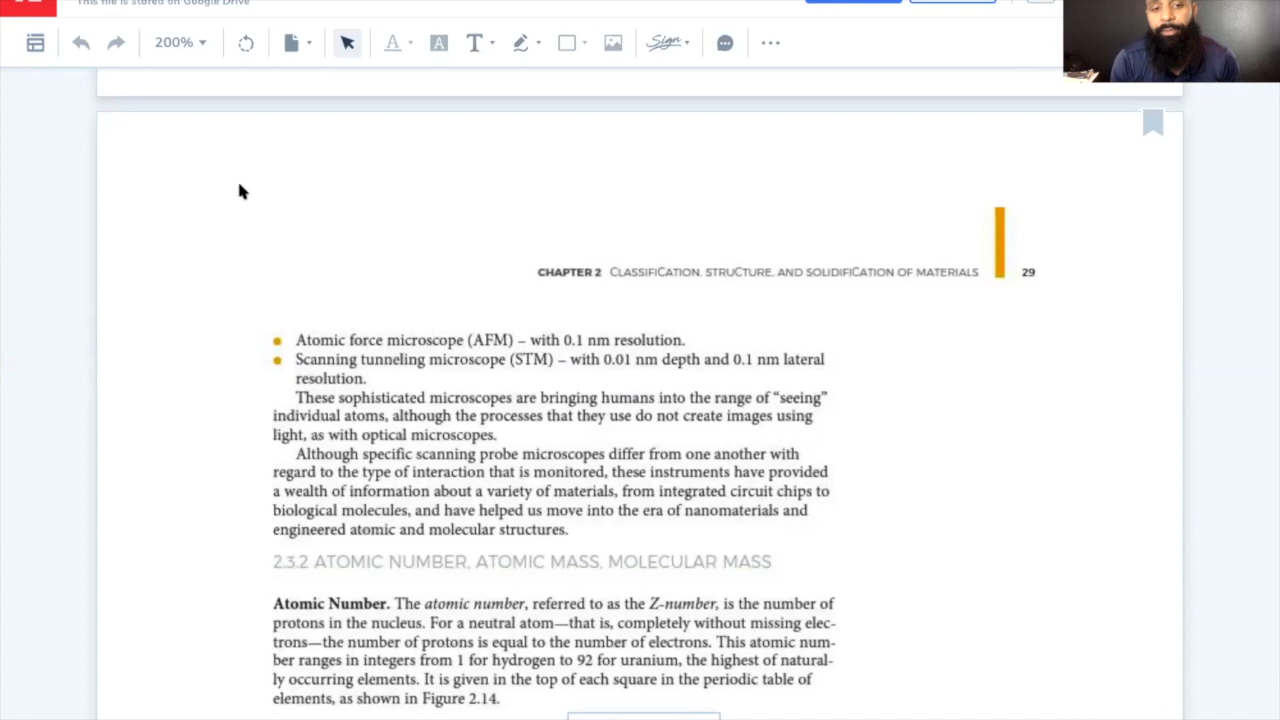 This file is stored on Google Drive
200%
A
A
T
Sign
CHAPTER 2 CLASSIFICATION, STRUCTURE, AND SOLIDIFICATION OF MATERIALS 29
Atomic force microscope (AFM) – with 0.1 nm resolution.
Scanning tunneling microscope (STM) – with 0.01 nm depth and 0.1 nm lateral
resolution.
These sophisticated microscopes are bringing humans into the range of “seeing”
individual atoms, although the processes that they use do not create images using
light, as with optical microscopes.
Although specific scanning probe microscopes differ from one another with
regard to the type of interaction that is monitored, these instruments have provided
a wealth of information about a variety of materials, from integrated circuit chips to
biological molecules, and have helped us move into the era of nanomaterials and
engineered atomic and molecular structures.
2.3.2 ATOMIC NUMBER, ATOMIC MASS, MOLECULAR MASS
Atomic Number. The atomic number, referred to as the Z-number, is the number of
protons in the nucleus. For a neutral atom—that is, completely without missing elec-
trons—the number of protons is equal to the number of electrons. This atomic num-
ber ranges in integers from 1 for hydrogen to 92 for uranium, the highest of natural-
ly occurring elements. It is given in the top of each square in the periodic table of
elements, as shown in Figure 2.14.